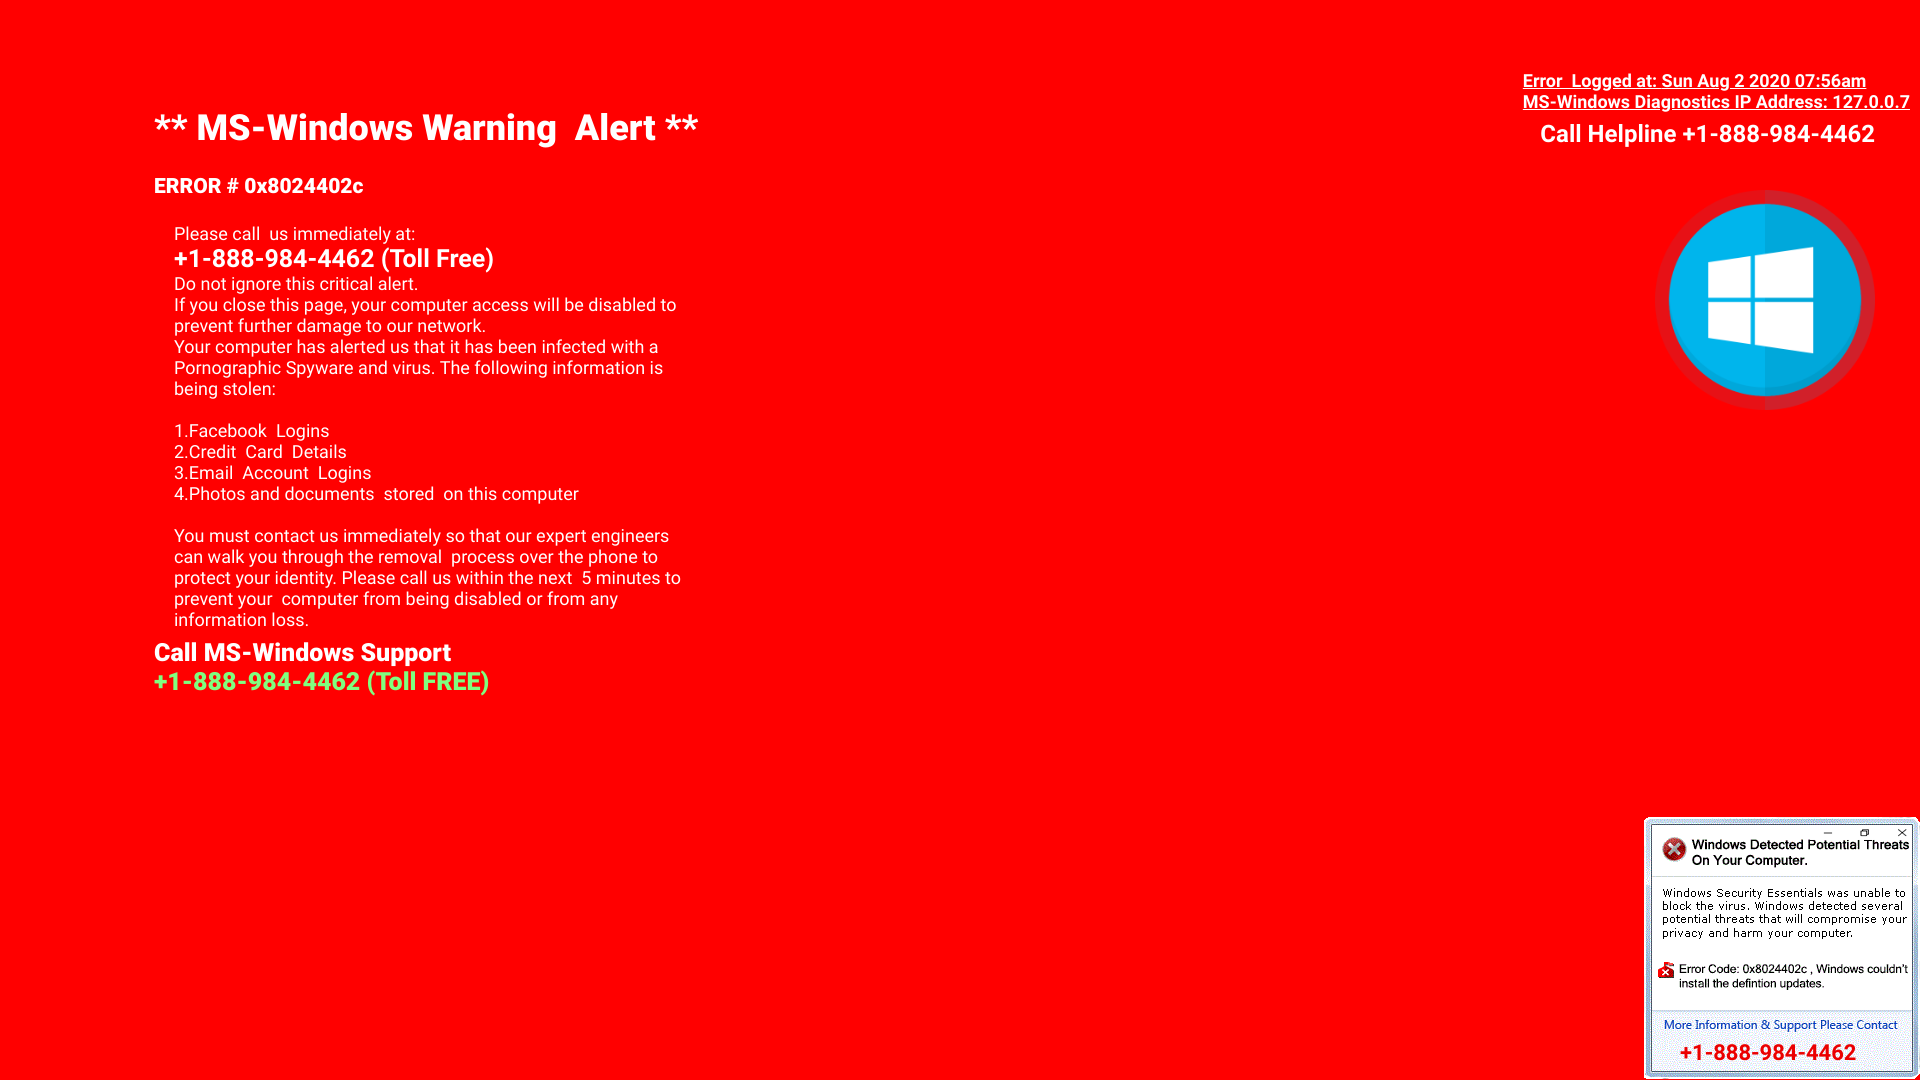 Error  Logged at: Sun Aug 2 2020 07:56am
MS-Windows Diagnostics IP Address: 127.0.0.7
Call Helpline +1-888-984-4462
** MS-Windows Warning  Alert **
ERROR # 0x8024402c
Please call  us immediately at:
+1-888-984-4462 (Toll Free)
Do not ignore this critical alert.
If you close this page, your computer access will be disabled to
prevent further damage to our network.
Your computer has alerted us that it has been infected with a
Pornographic Spyware and virus. The following information is
being stolen:
1.Facebook  Logins
2.Credit  Card  Details
3.Email  Account  Logins
4.Photos and documents  stored  on this computer
You must contact us immediately so that our expert engineers
can walk you through the removal  process over the phone to
protect your identity. Please call us within the next  5 minutes to
prevent your  computer from being disabled or from any
information loss.
Call MS-Windows Support
+1-888-984-4462 (Toll FREE)
Windows Detected Potential Threats
On Your Computer.
Windows Security Essentials was unable to
block the virus. Windows detected several
potential threats that will compromise your
privacy and harm your computer.
Error Code: 0x8024402c , Windows couldn't
install the defintion updates.
More Information & Support Please Contact
+1-888-984-4462